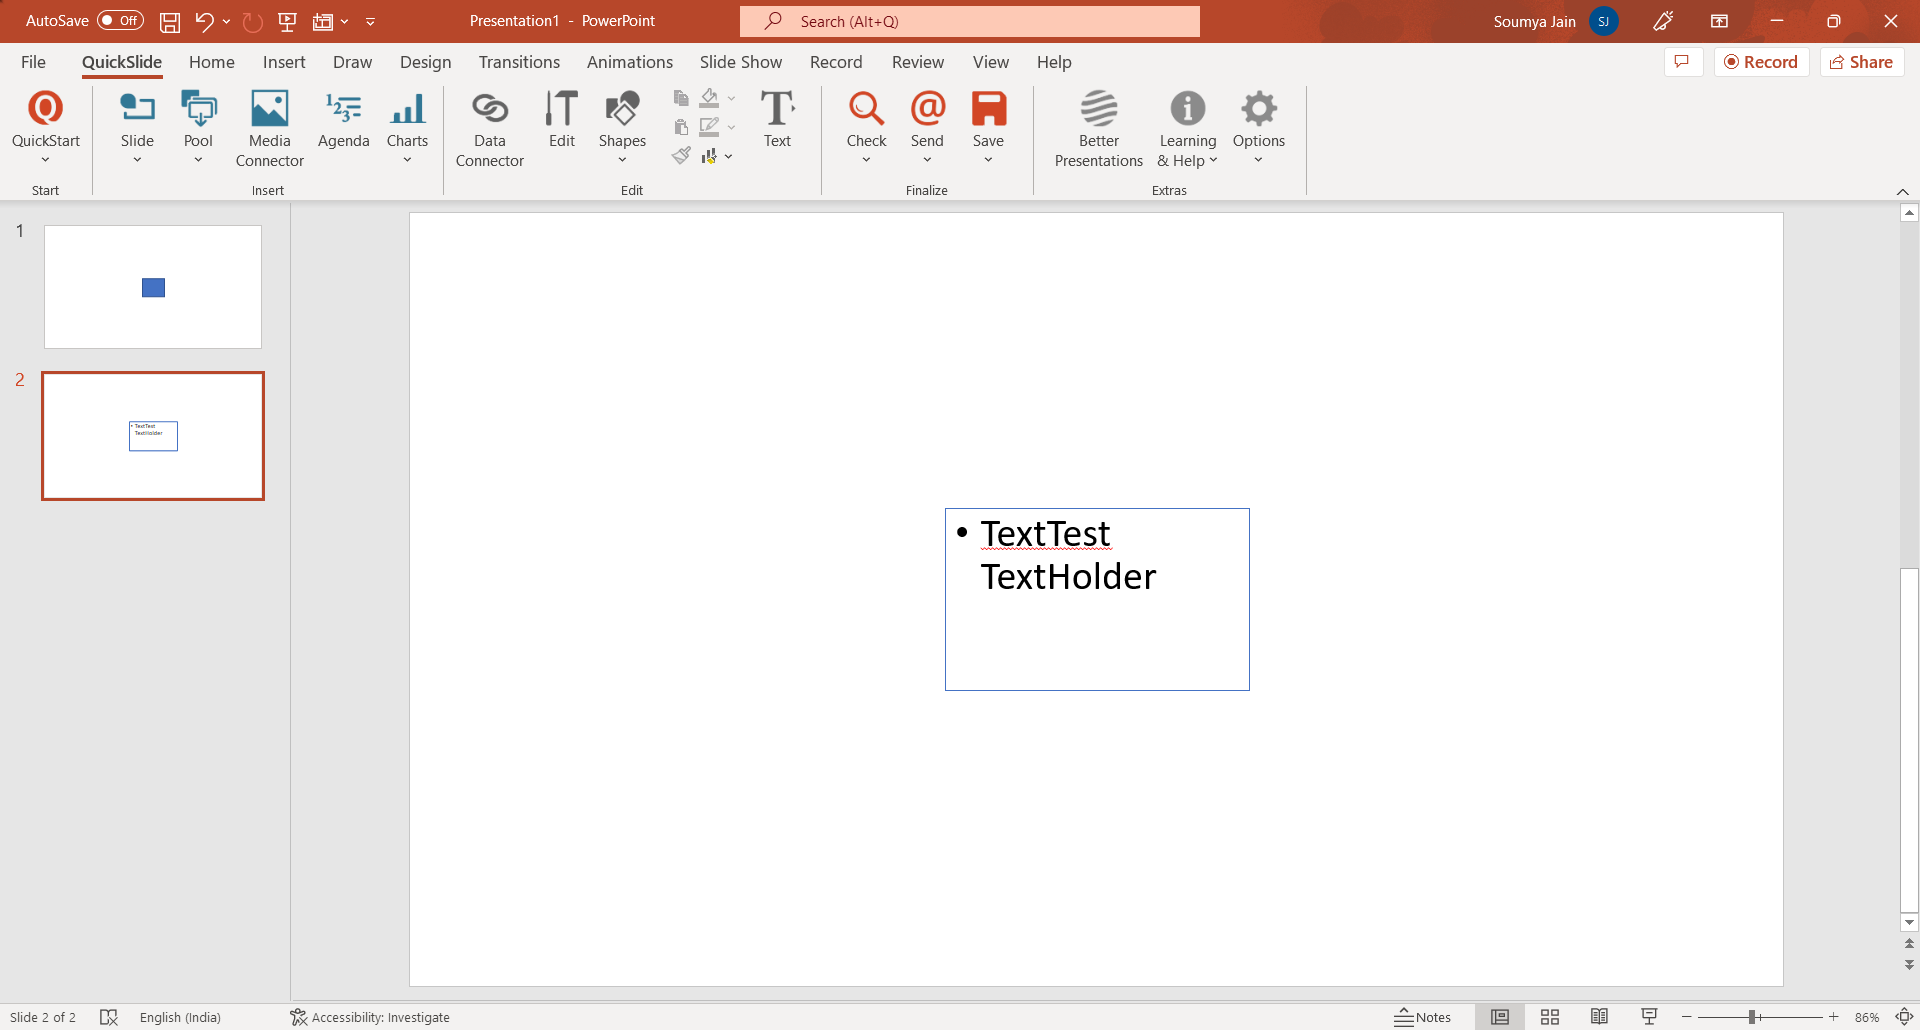 AutoSave Off
Presentation1 - PowerPoint
Search (Alt+Q)
Soumya Jain SJ
File QuickSlide Home Insert Draw Design Transitions Animations Slide Show Record Review View Help
Record Share
QuickStart
Start
Slide
Pool
Media
Connector
Agenda
Charts
Insert
Data
Connector
Edit
Shapes
Text
Edit
Check
Send
Save
Finalize
Better
Presentations
Learning
& Help
Options
Extras
1
2
TextTest
TextHolder
• TextTest
TextHolder
Slide 2 of 2
English (India)
Accessibility: Investigate
Notes
86%